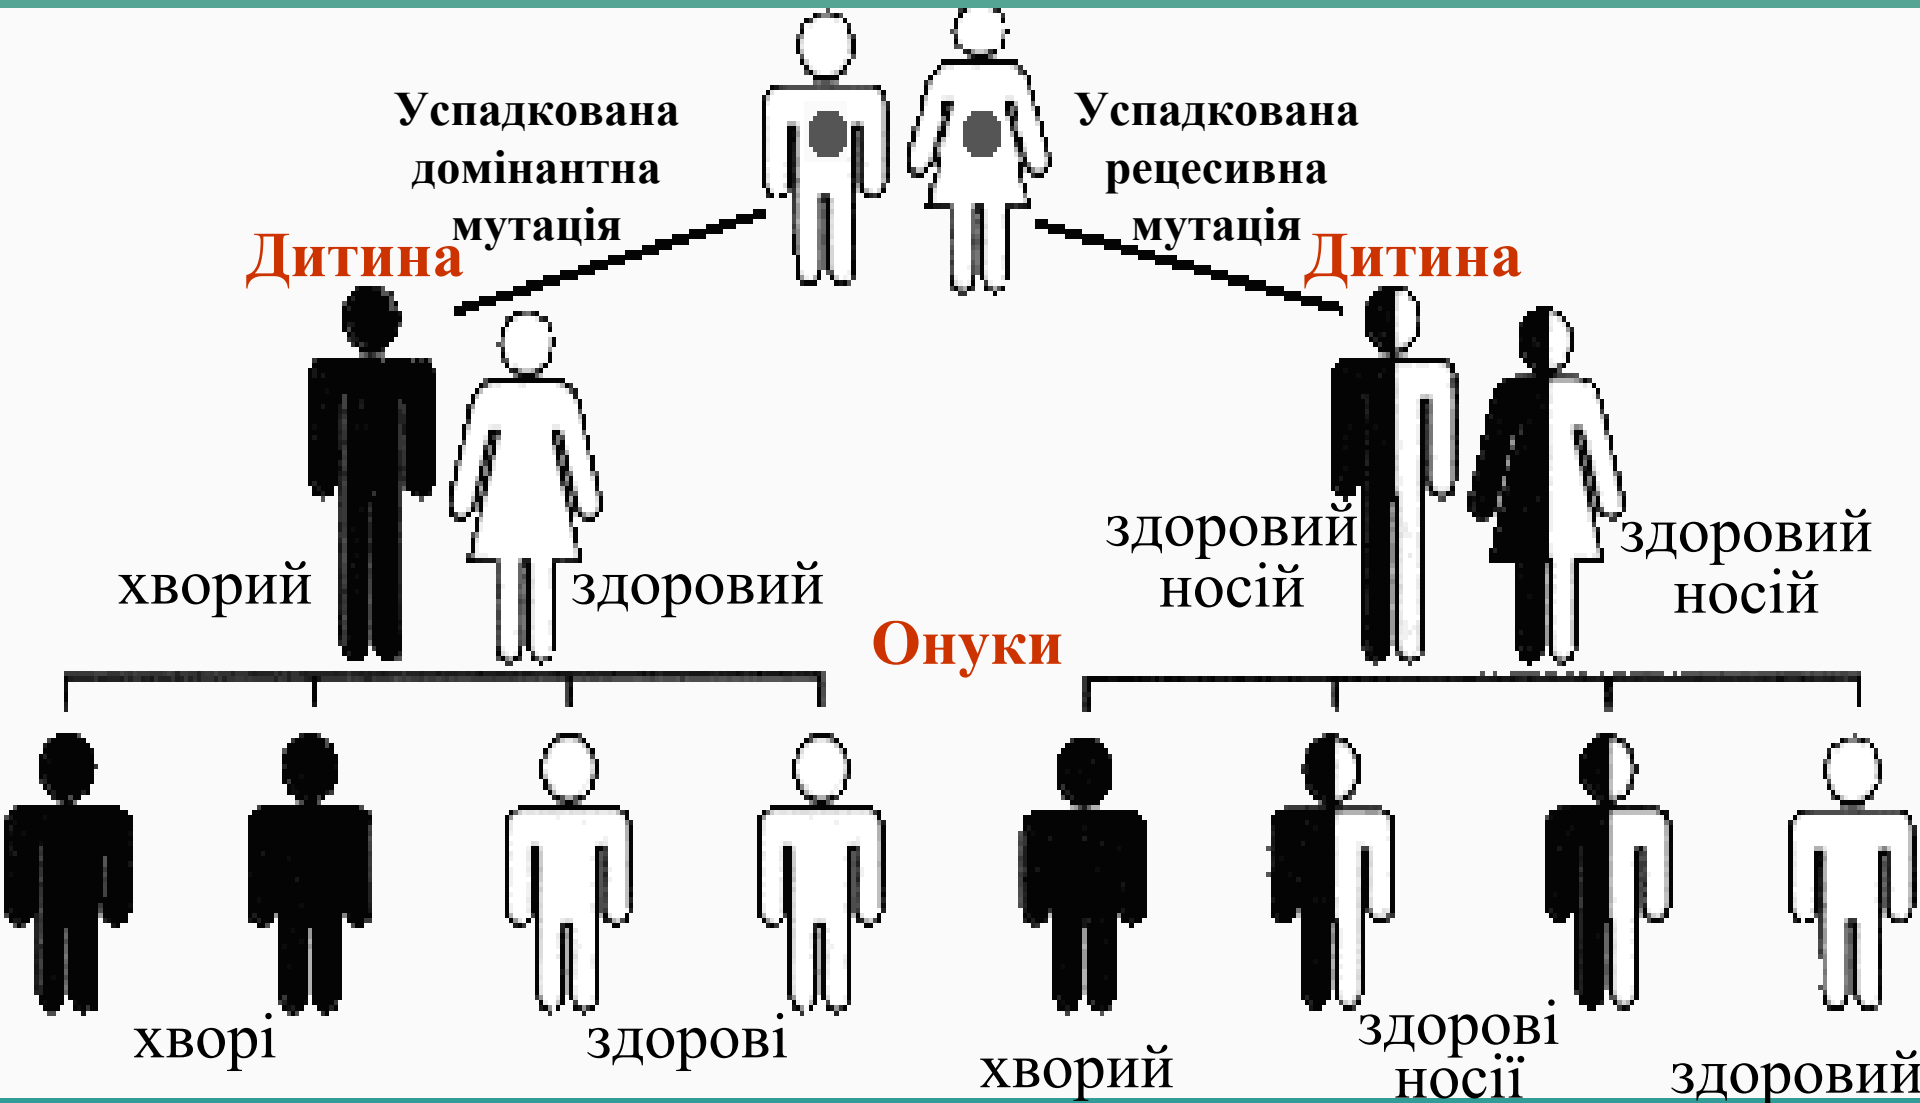 Успадкована
домінантна
мутація
Успадкована
рецесивна
мутація
Дитина
Дитина
хворий
здоровий
здоровий
носій
здоровий
носій
Онуки
хворі
здорові
хворий
здорові
носії
здоровий